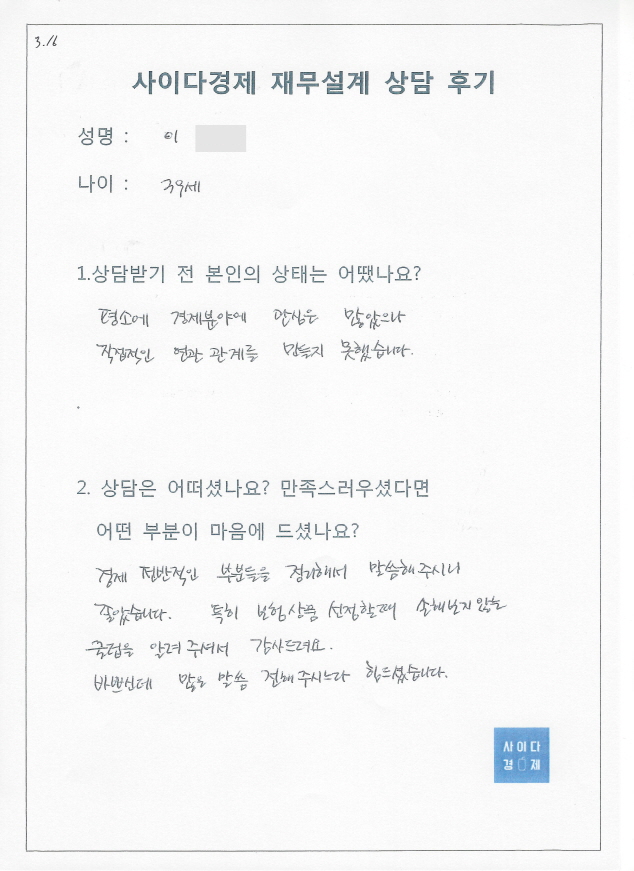 3.16
사이다경제 재무설계 상담 후기
성명 : 이
나이 : 39세
1.상담받기 전 본인의 상태는 어땠나요?
평소에 경제분야에 관심은 많았으나
직접적인 연관 관계를 만들지 못했습니다.
2. 상담은 어떠셨나요? 만족스러우셨다면
어떤 부분이 마음에 드셨나요?
경제 전반적인 부분들을 정리해서 말씀해주시니
좋았습니다. 특히 보험상품 선정할때 손해보지 않는
꿀팁을 알려 주셔서 감사드려요.
바쁘신데 많은 말씀 전해 주시느라 힘드셨습니다.
사이다
경제